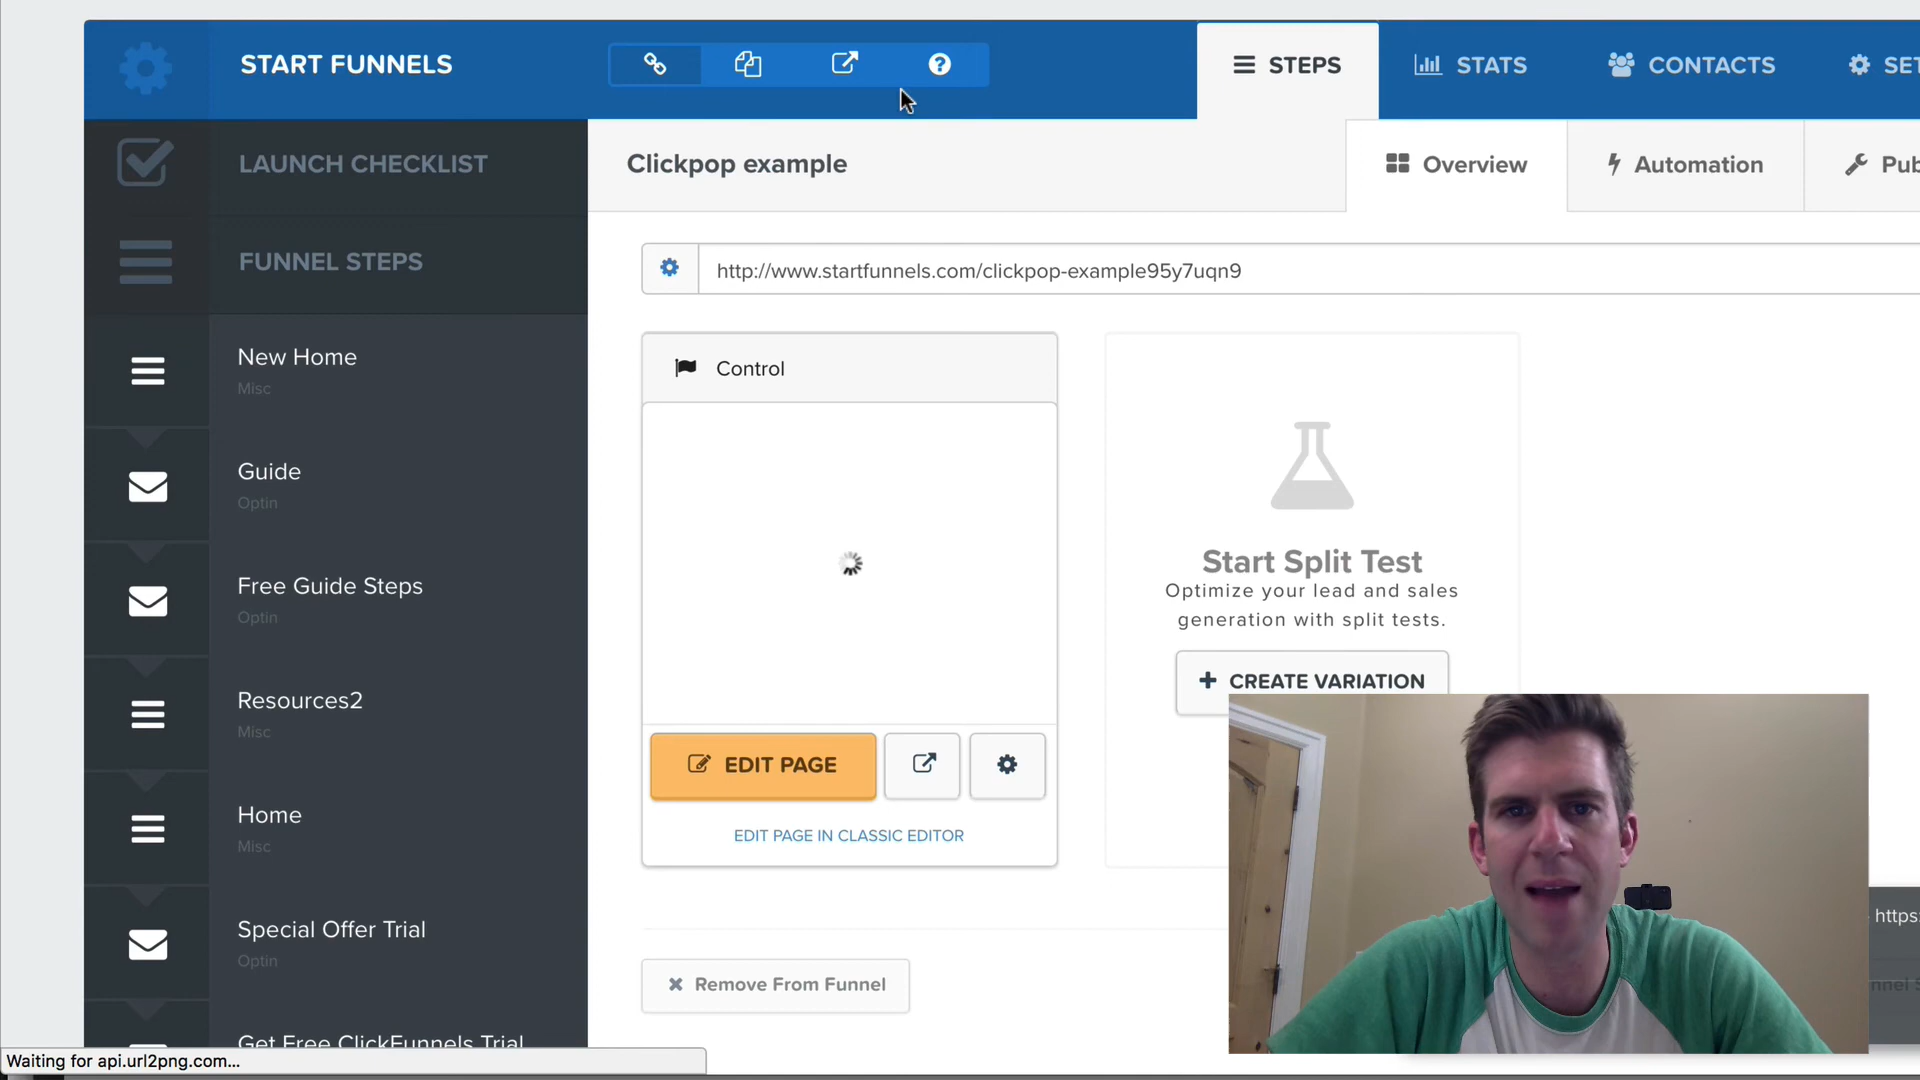 START FUNNELS
STEPS
STATS
CONTACTS
SET
LAUNCH CHECKLIST
Clickpop example
Overview
Automation
Pub
FUNNEL STEPS
http://www.startfunnels.com/clickpop-example95y7uqn9
New Home
Misc
Control
Guide
Optin
Start Split Test
Optimize your lead and sales
generation with split tests.
Free Guide Steps
Optin
CREATE VARIATION
Resources2
Misc
EDIT PAGE
Home
Misc
EDIT PAGE IN CLASSIC EDITOR
Special Offer Trial
Optin
https:
Remove From Funnel
Get Free ClickFunnels Trial
Waiting for api.url2png.com...